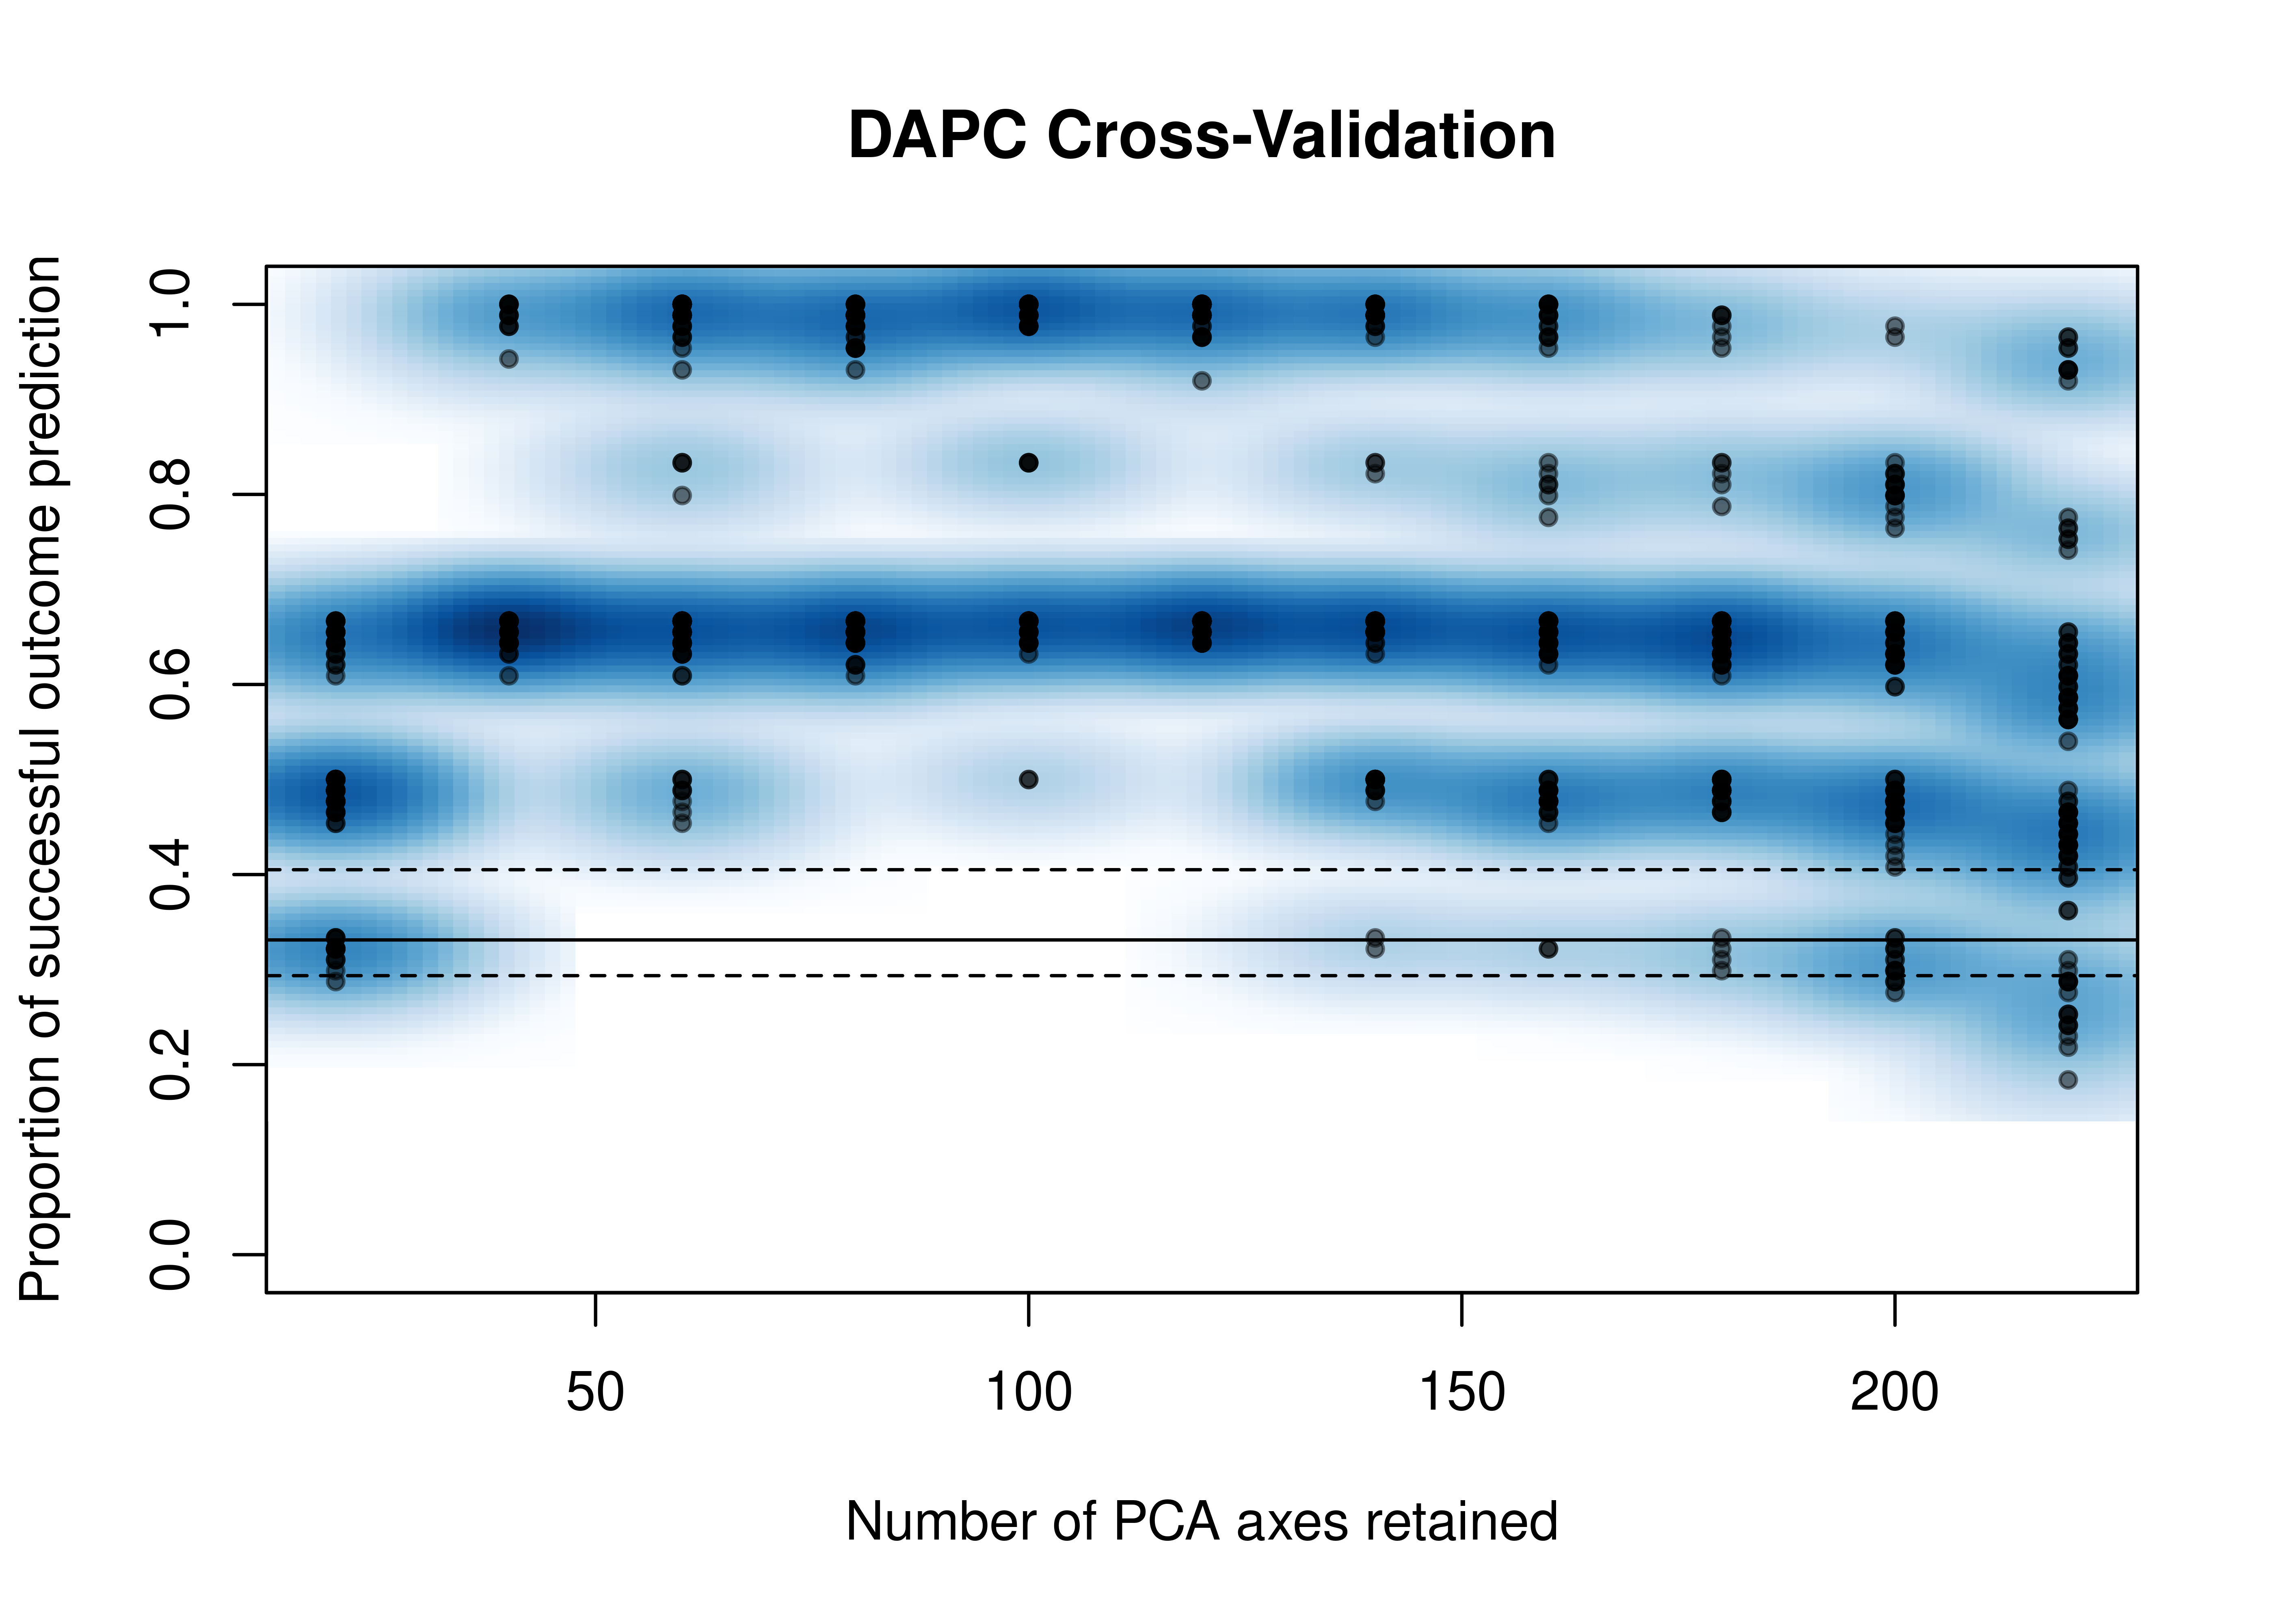 DAPC Cross-Validation
Proportion of successful outcome prediction
1.0
0.8
0.6
0.4
0.2
0.0
50 100 150 200
Number of PCA axes retained